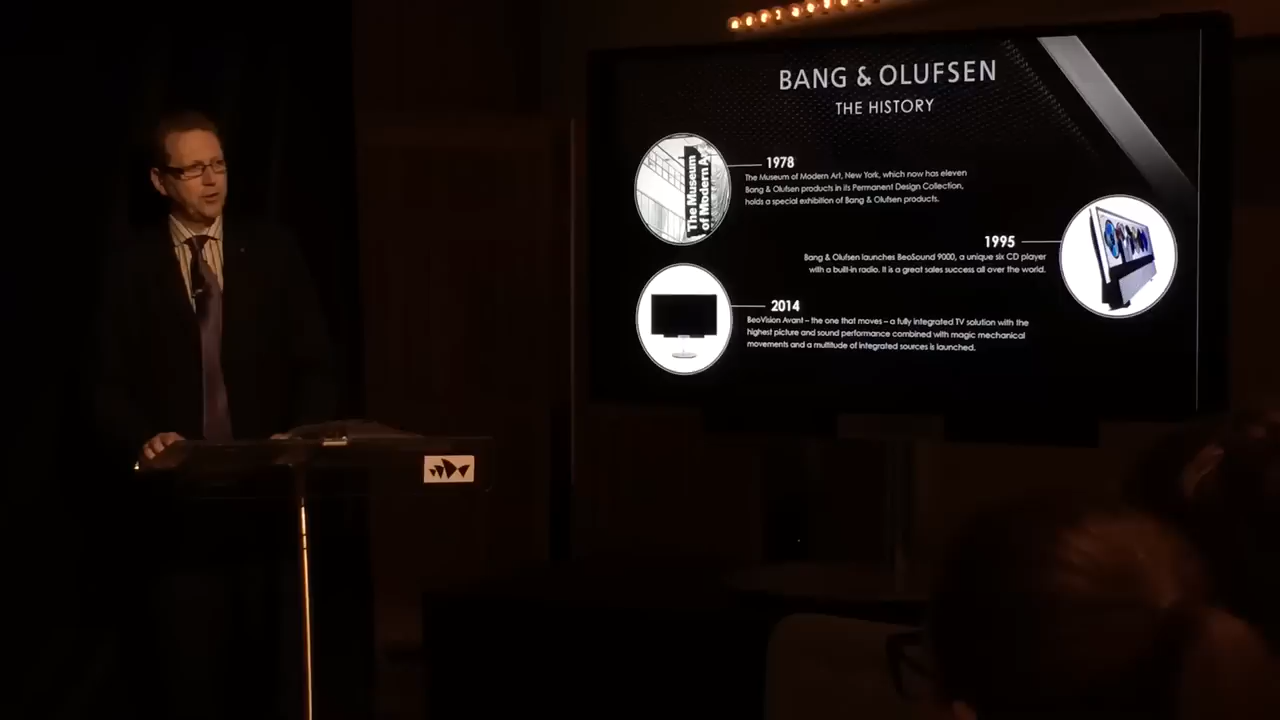 BANG & OLUFSEN
THE HISTORY
The Museum
of Modern A
1978
The Museum of Modern Art, New York, which now has eleven
Bang & Olufsen products in its Permanent Design Collection,
holds a special exhibition of Bang & Olufsen products.
1995
Bang & Olufsen launches BeoSound 9000, a unique six CD player
with a built-in radio. It is a great sales success all over the world.
2014
BeoVision Avant – the one that moves – a fully integrated TV solution with the
highest picture and sound performance combined with magic mechanical
movements and a multitude of integrated sources is launched.